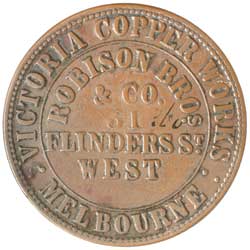 VICTORIA COPPER WORKS
ROBISON BROS
& CO.
31
FLINDERS ST
WEST
MELBOURNE